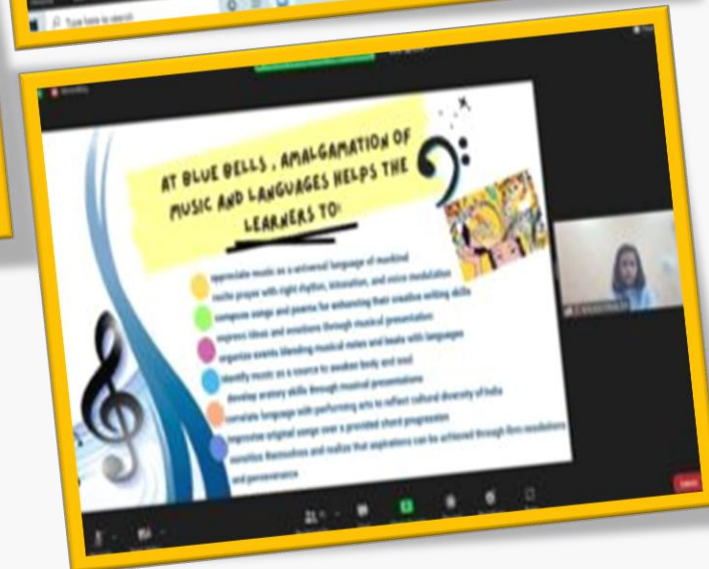 Type here to search
AT BLUE BELLS , AMALGAMATION OF
MUSIC AND LANGUAGES HELPS THE
LEARNERS TO:
appreciate music as a universal language of mankind
recite prayer with right rhythm, intonation, and voice modulation
compose songs and poems for enhancing their creative writing skills
express ideas and emotions through musical presentation
organize events blending musical notes and beats with languages
identify music as a source to awaken body and soul
develop oratory skills through musical presentations
correlate language with performing arts to reflect cultural diversity of India
improvise original songs over a provided chord progression
sensitize themselves and realize that aspirations can be achieved through firm resolutions
and perseverance